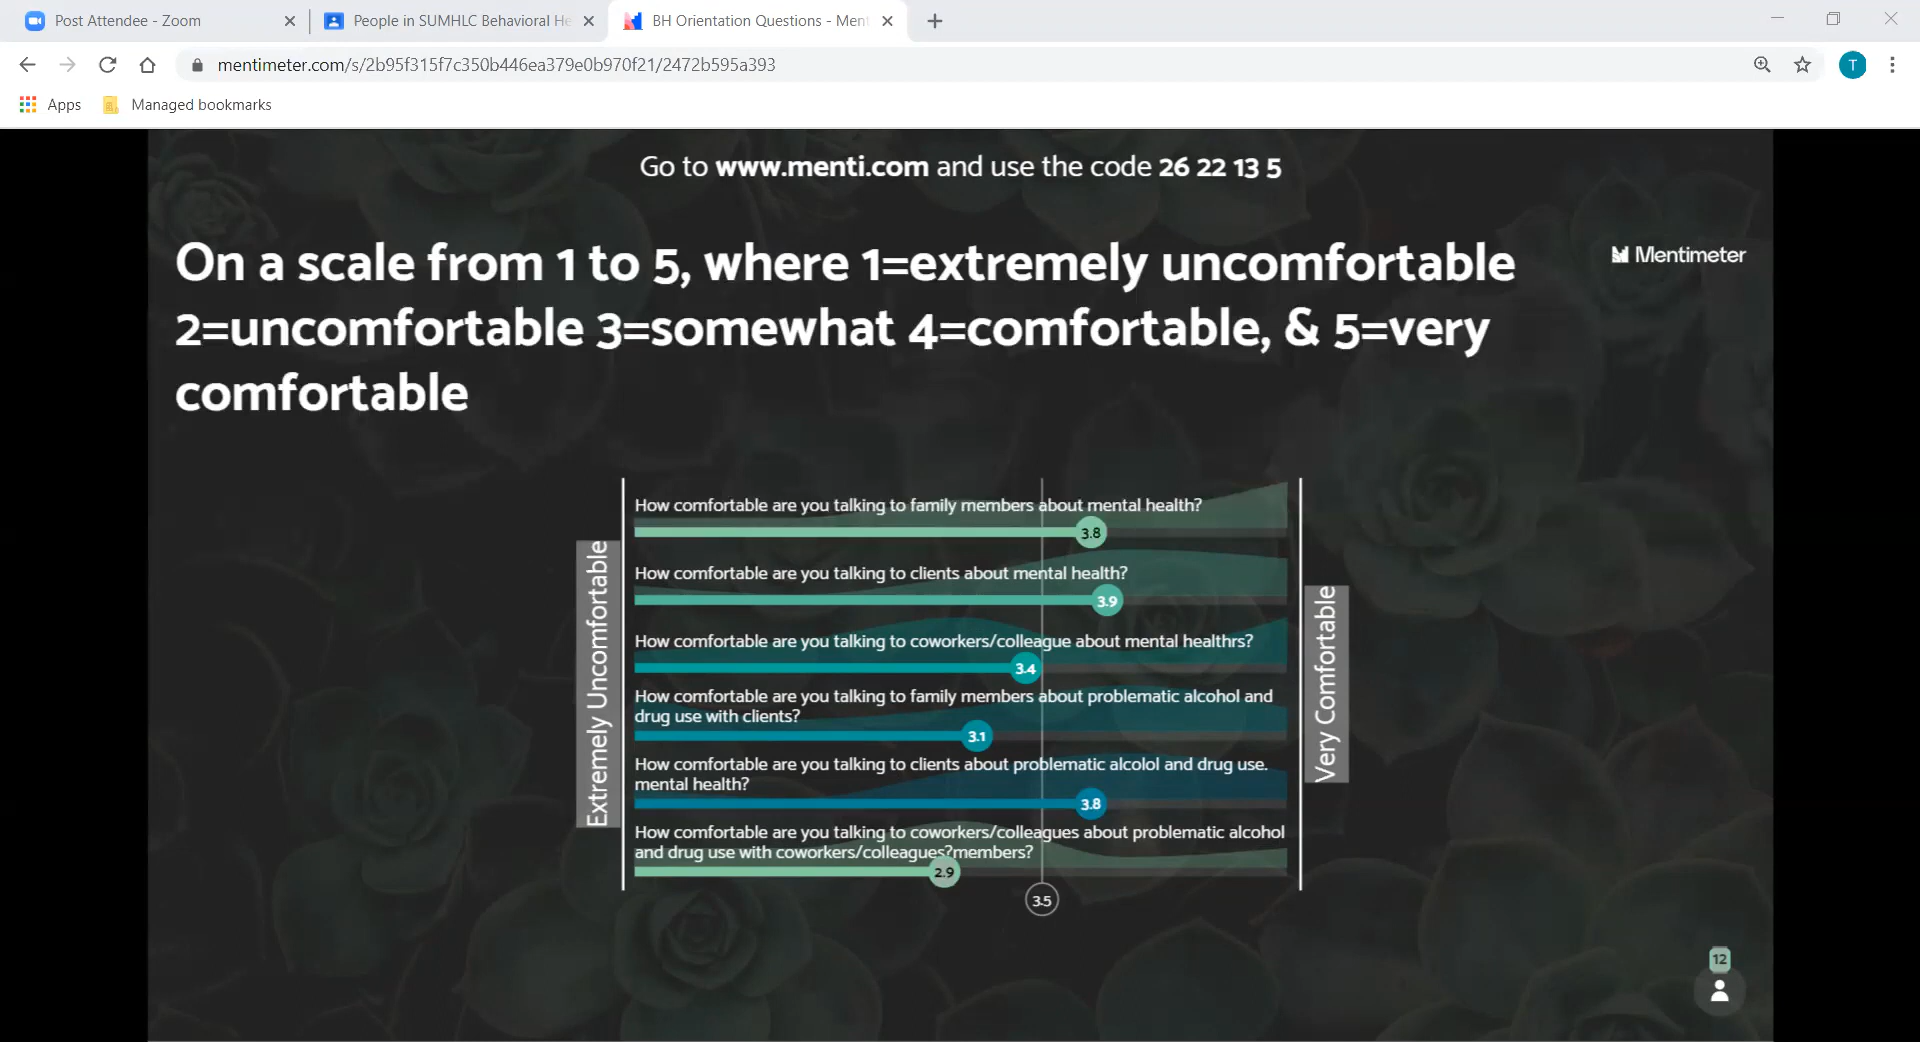 Post Attendee - Zoom
People in SUMHLC Behavioral He
BH Orientation Questions - Ment
mentimeter.com/s/2b95f315f7c350b446ea379e0b970f21/2472b595a393
T
Apps
Managed bookmarks
Go to www.menti.com and use the code 26 22 13 5
On a scale from 1 to 5, where 1=extremely uncomfortable
2=uncomfortable 3=somewhat 4=comfortable, & 5=very
comfortable
Mentimeter
Extremely Uncomfortable
How comfortable are you talking to family members about mental health?
3.8
How comfortable are you talking to clients about mental health?
3.9
How comfortable are you talking to coworkers/colleague about mental healthrs?
3.4
How comfortable are you talking to family members about problematic alcohol and
drug use with clients?
3.1
How comfortable are you talking to clients about problematic alcolol and drug use.
mental health?
3.8
How comfortable are you talking to coworkers/colleagues about problematic alcohol
and drug use with coworkers/colleagues?members?
2.9
3.5
Very Comfortable
12